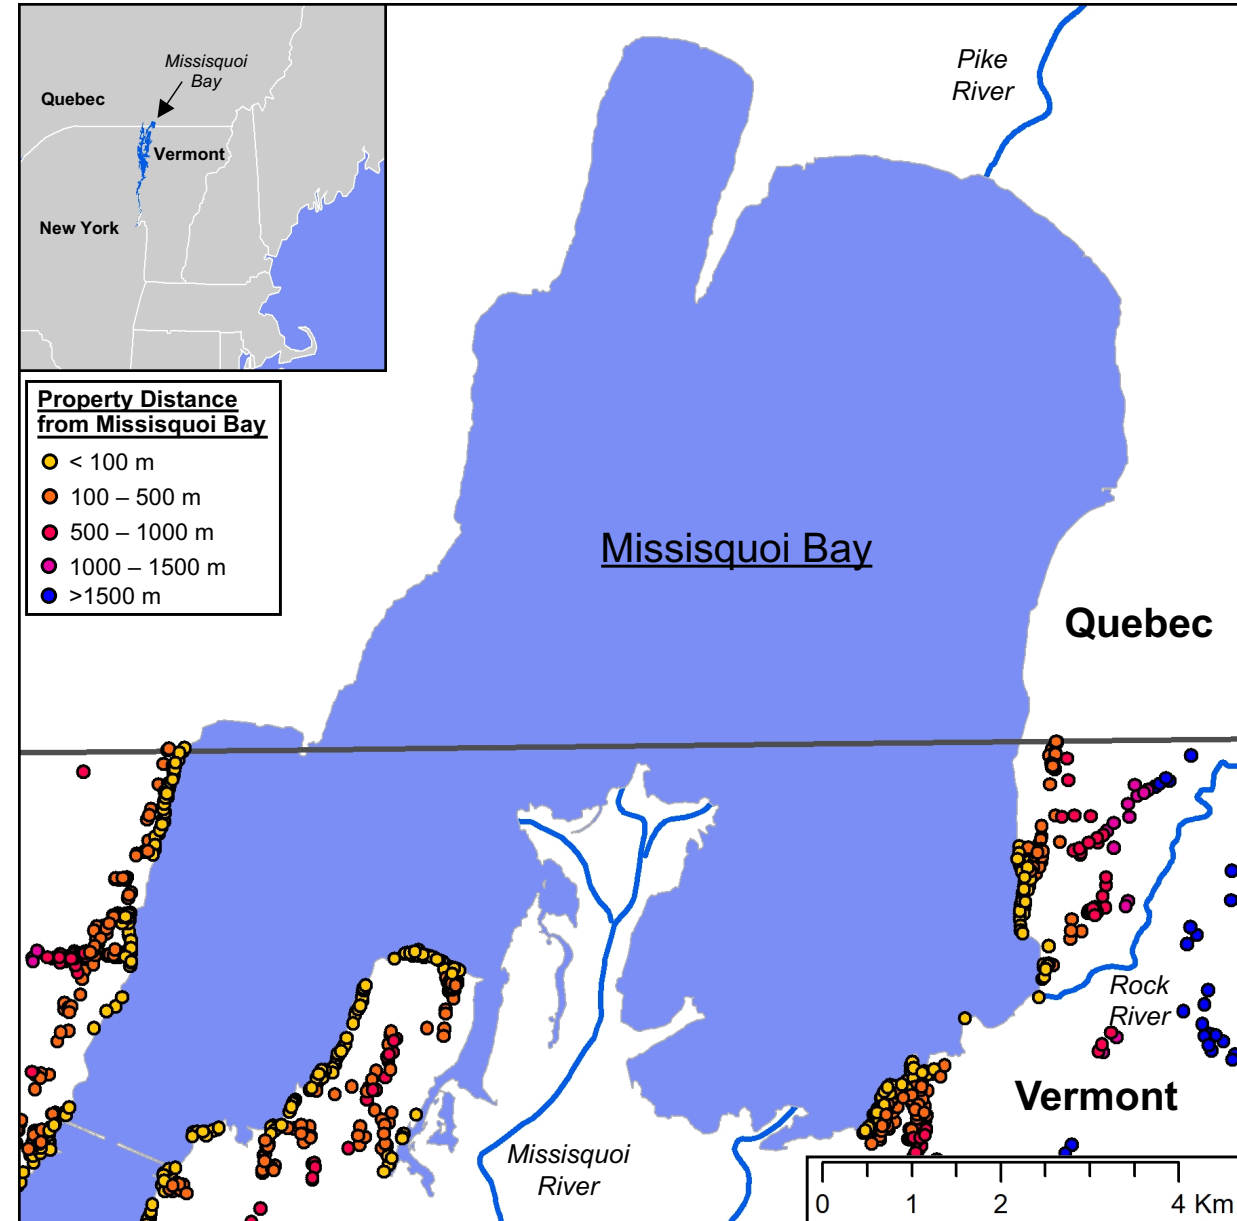 Missisquoi
Bay
Quebec
Vermont
New York
Pike
River
Property Distance
from Missisquoi Bay
< 100 m
100 – 500 m
500 – 1000 m
1000 – 1500 m
>1500 m
Missisquoi Bay
Quebec
Rock
River
Vermont
Missisquoi
River
0 1 2 4 Km